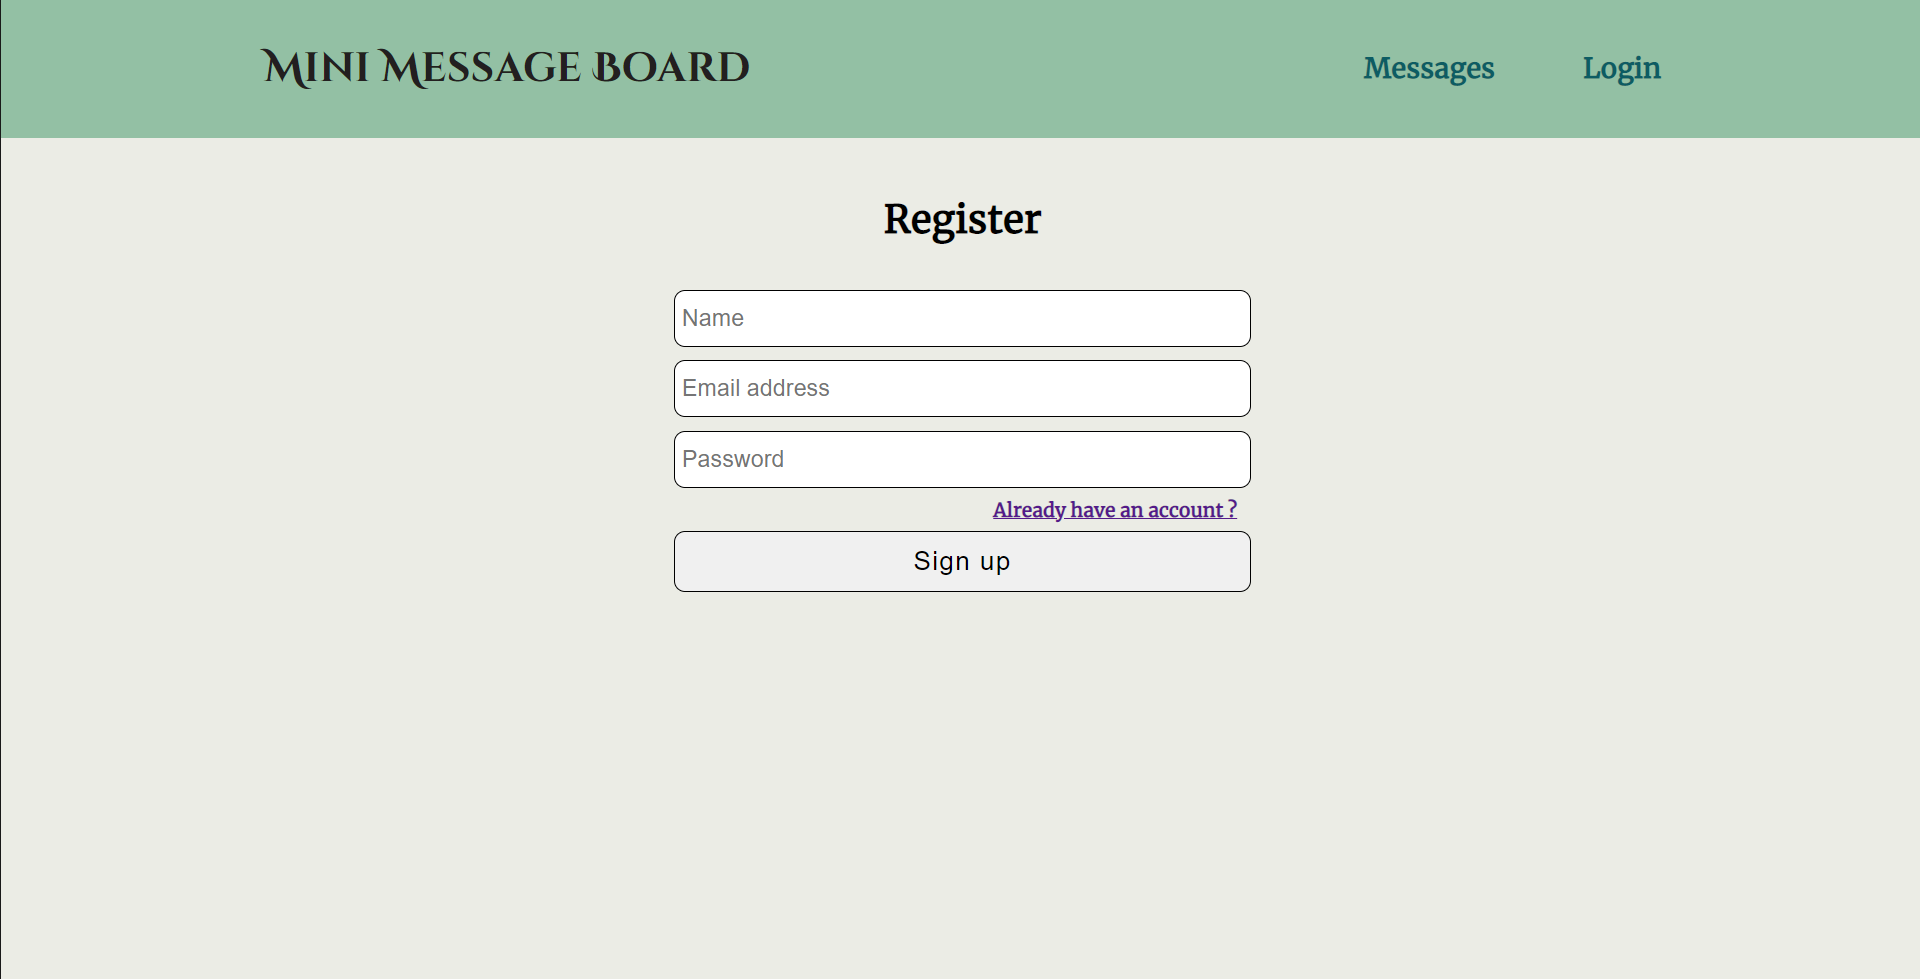 Mini Message Board
Messages
Login
Register
Name
Email address
Password
Already have an account ?
Sign up